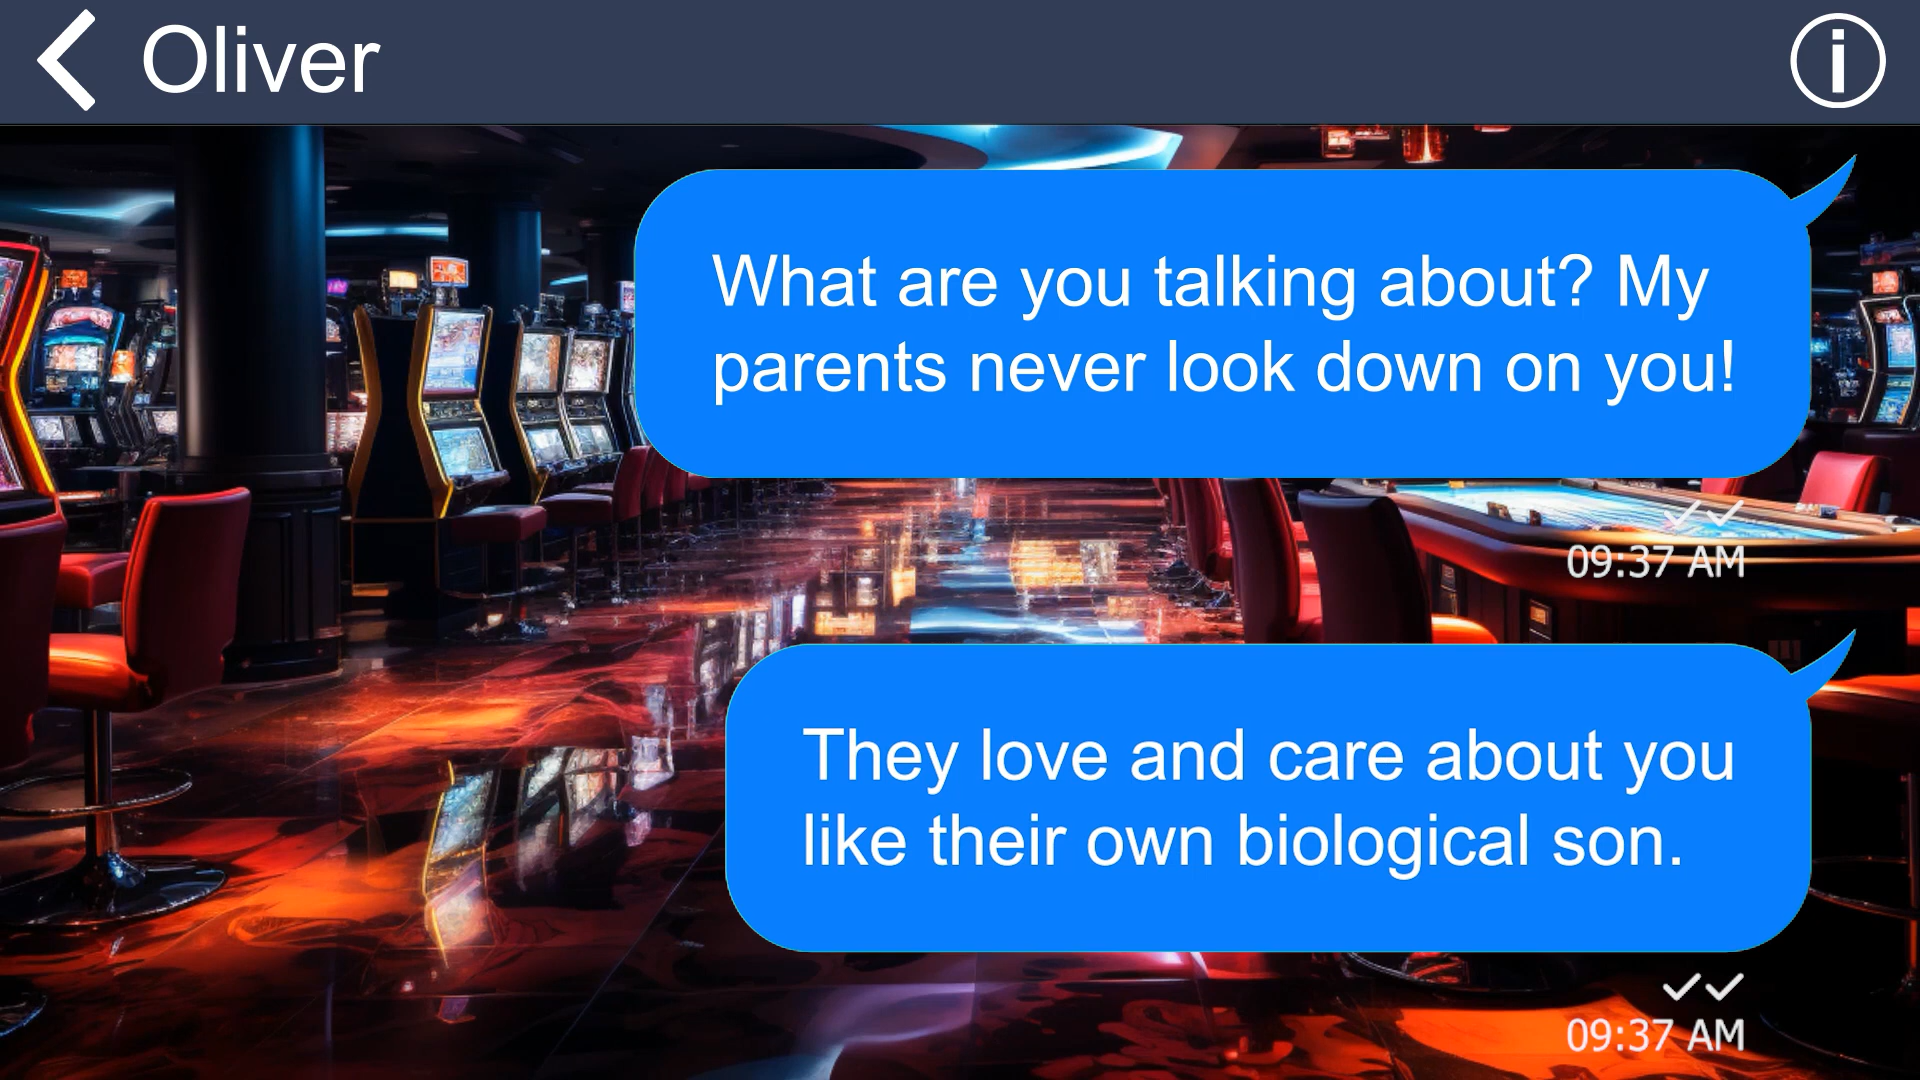 Oliver
What are you talking about? My
parents never look down on you!
09:37 AM
They love and care about you
like their own biological son.
09:37 AM